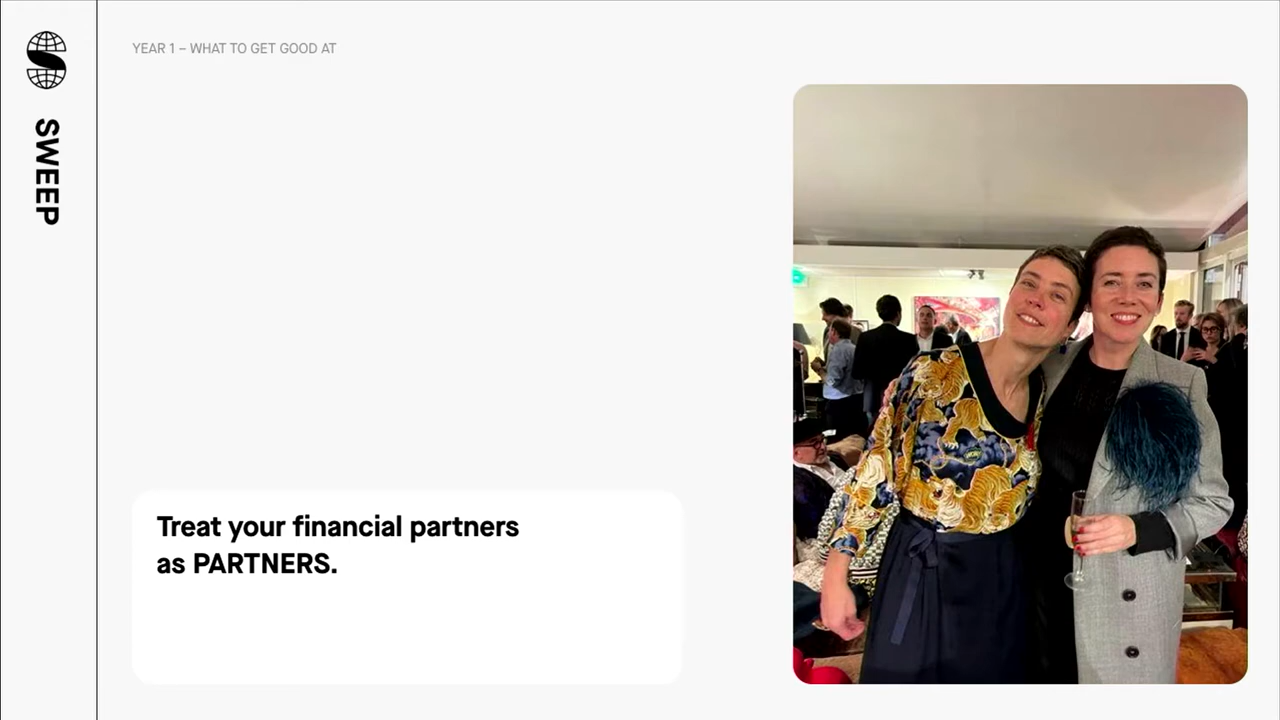 YEAR 1 – WHAT TO GET GOOD AT
SWEEP
Treat your financial partners
as PARTNERS.